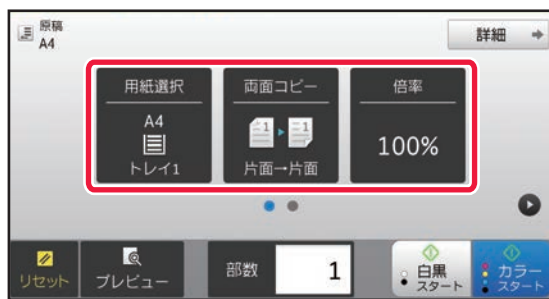 原稿
A4
詳細
用紙選択
A4
トレイ1
両面コピー
1
1
片面→片面
倍率
100%
リセット
プレビュー
部数
1
白黒
スタート
カラー
スタート